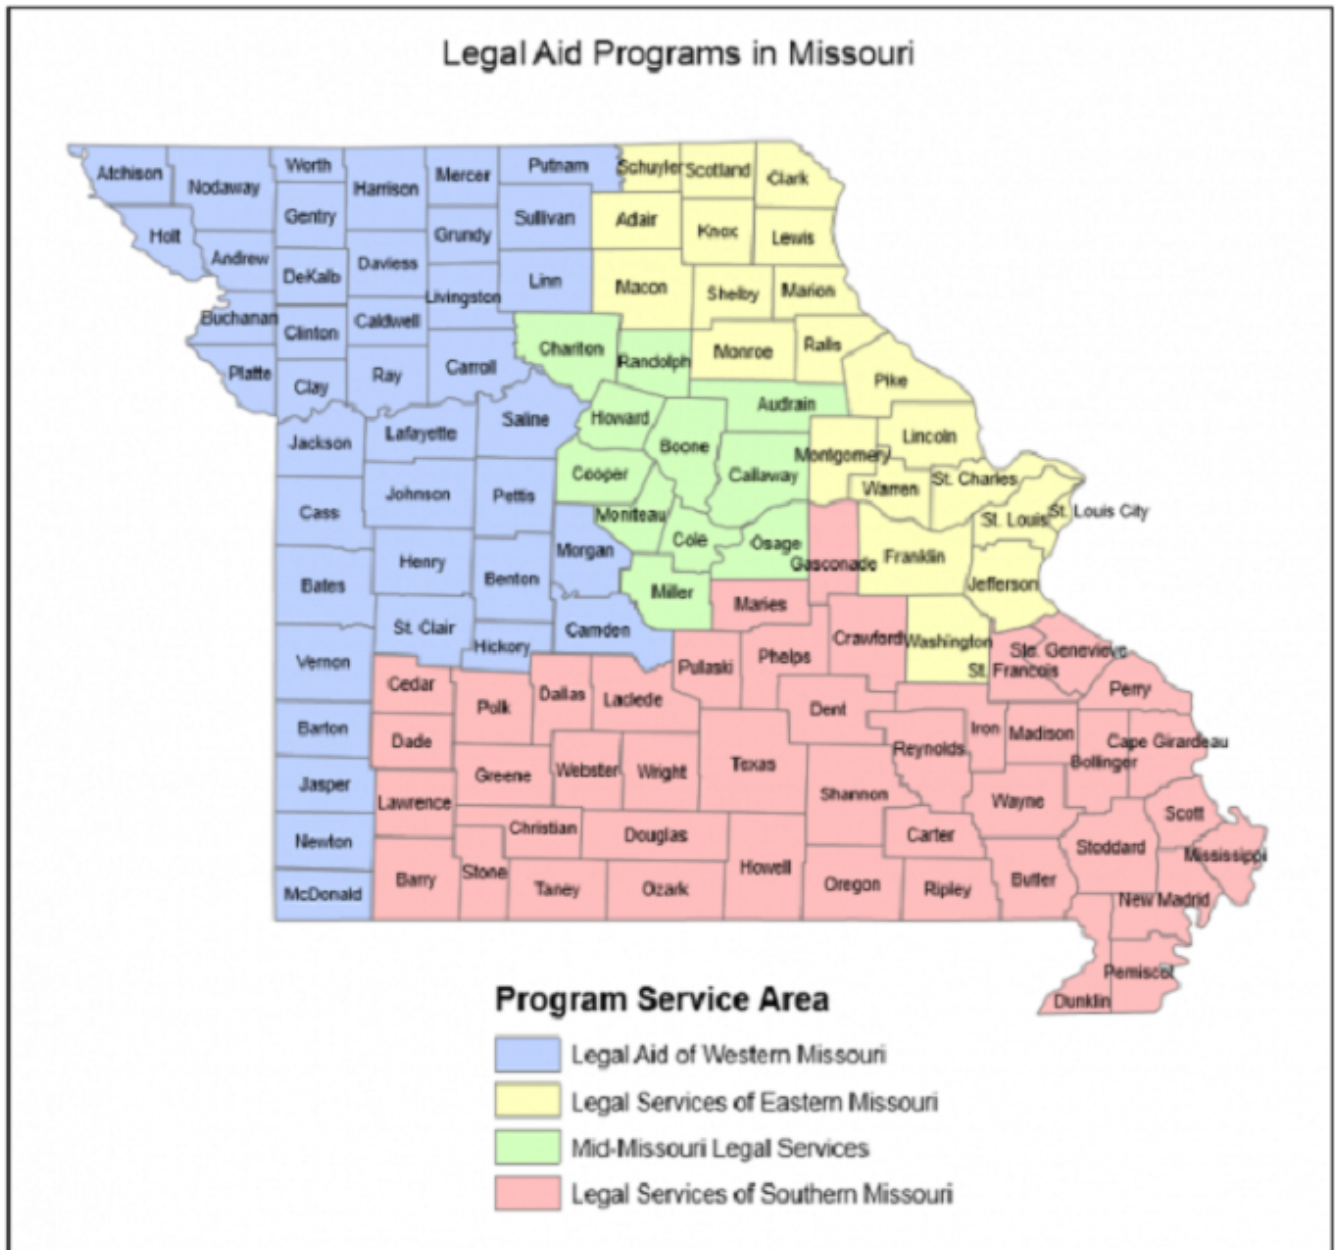 Legal Aid Programs in Missouri
Atchison
Nodaway
Worth
Harrison
Mercer
Putnam
Schuyler
Scotland
Clark
Holt
Andrew
Gentry
DeKalb
Daviess
Grundy
Sullivan
Adair
Knox
Lewis
Buchanan
Clinton
Caldwell
Livingston
Linn
Macon
Shelby
Marion
Platte
Clay
Ray
Carroll
Chariton
Randolph
Monroe
Ralls
Pike
Jackson
Lafayette
Saline
Howard
Boone
Audrain
Lincoln
Cass
Johnson
Pettis
Cooper
Callaway
Montgomery
Warren
St. Charles
St. Louis
St. Louis City
Bates
Henry
Benton
Morgan
Moniteau
Cole
Osage
Gasconade
Franklin
Jefferson
Vernon
St. Clair
Hickory
Camden
Miller
Maries
Crawford
Washington
Ste. Genevieve
St. Francois
Perry
Cedar
Polk
Dallas
Laclede
Pulaski
Phelps
Dent
Iron
Madison
Cape Girardeau
Bollinger
Barton
Dade
Greene
Webster
Wright
Texas
Reynolds
Jasper
Lawrence
Shannon
Wayne
Scott
Newton
Christian
Douglas
Howell
Carter
Stoddard
Mississippi
McDonald
Barry
Stone
Taney
Ozark
Oregon
Ripley
Butler
New Madrid
Pemiscot
Dunklin
Program Service Area
Legal Aid of Western Missouri
Legal Services of Eastern Missouri
Mid-Missouri Legal Services
Legal Services of Southern Missouri